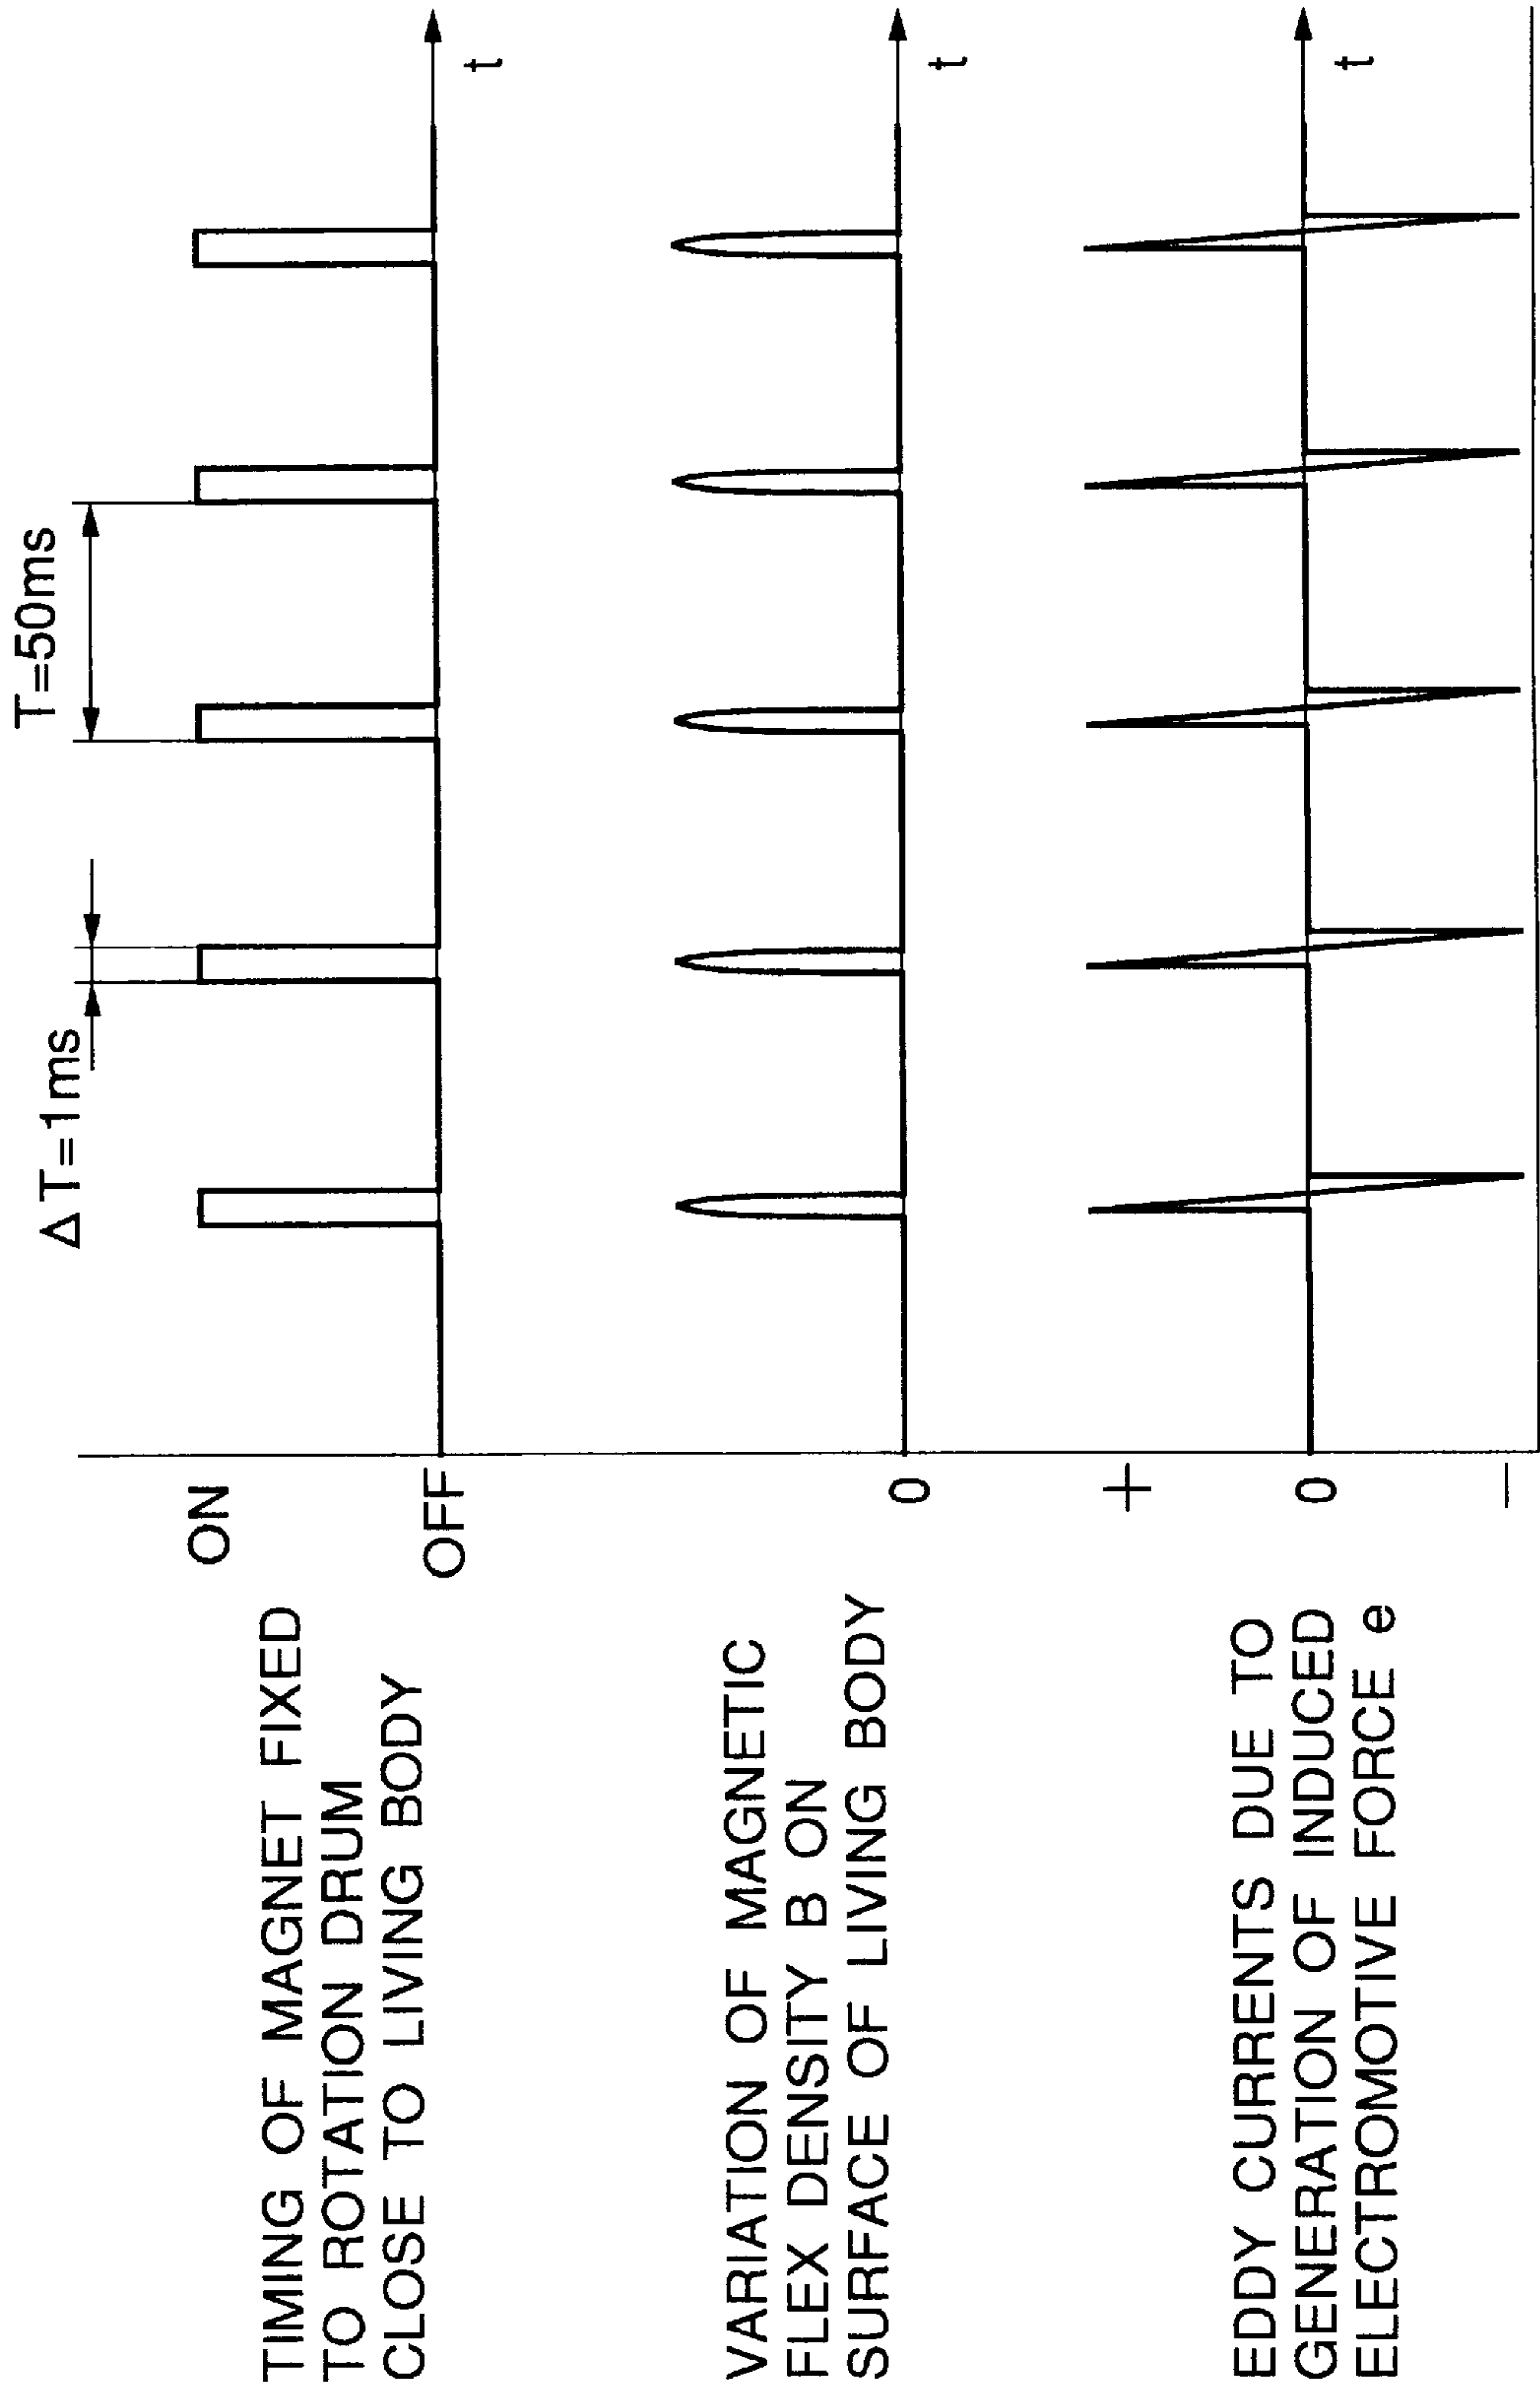 Δ T=1ms
T=50ms
TIMING OF MAGNET FIXED
TO ROTATION DRUM
CLOSE TO LIVING BODY
ON
OFF
t
VARIATION OF MAGNETIC
FLEX DENSITY B ON
SURFACE OF LIVING BODY
0
t
EDDY CURRENTS DUE TO
GENERATION OF INDUCED
ELECTROMOTIVE FORCE e
+
0
−
t